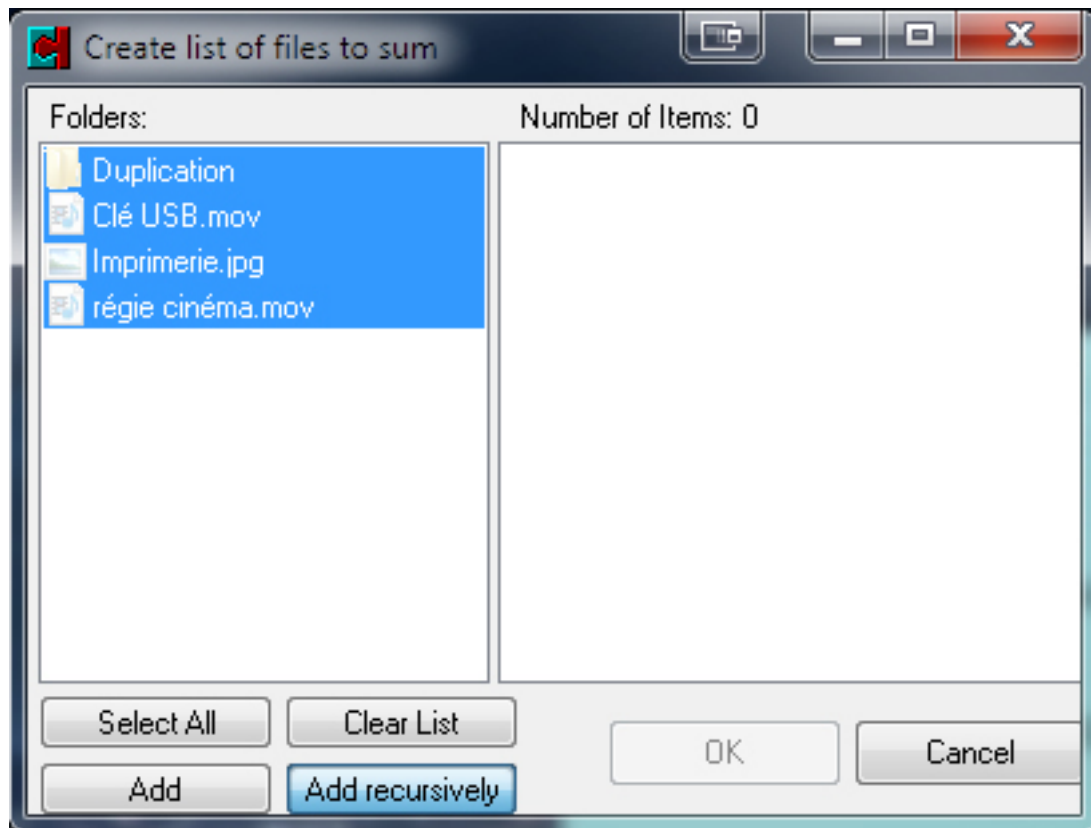 Create list of files to sum
Folders:
Number of Items: 0
Duplication
Clé USB.mov
Imprimerie.jpg
régie cinéma.mov
Select All
Clear List
OK
Cancel
Add
Add recursively